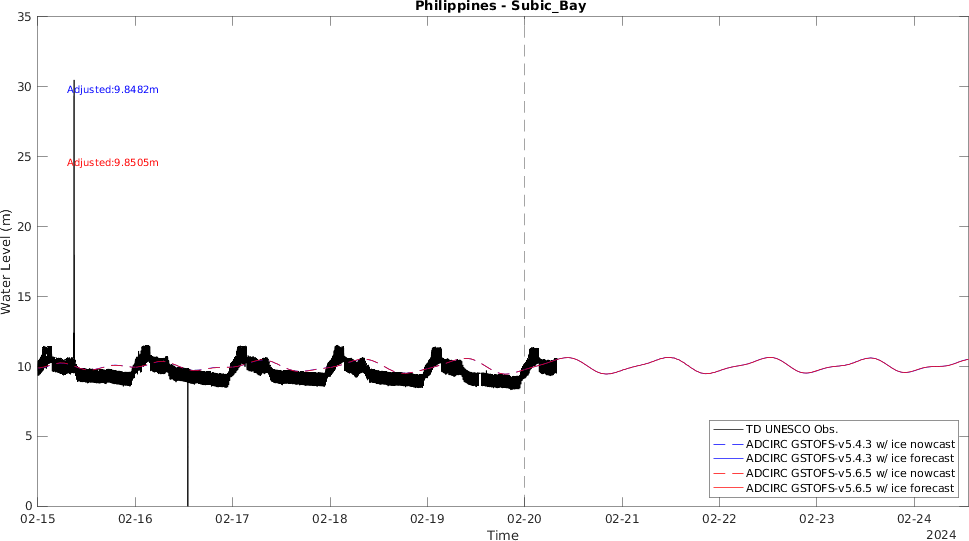 Philippines - Subic_Bay
35
30
25
20
15
10
5
0
Water Level (m)
Adjusted:9.8482m
Adjusted:9.8505m
TD UNESCO Obs.
ADCIRC GSTOFS-v5.4.3 w/ ice nowcast
ADCIRC GSTOFS-v5.4.3 w/ ice forecast
ADCIRC GSTOFS-v5.6.5 w/ ice nowcast
ADCIRC GSTOFS-v5.6.5 w/ ice forecast
02-15 02-16 02-17 02-18 02-19 02-20 02-21 02-22 02-23 02-24
Time
2024